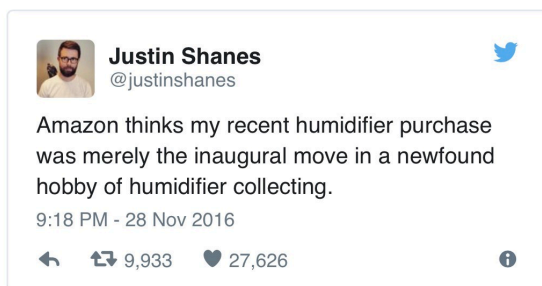 Justin Shanes
@justinshanes
Amazon thinks my recent humidifier purchase
was merely the inaugural move in a newfound
hobby of humidifier collecting.
9:18 PM - 28 Nov 2016
9,933 27,626